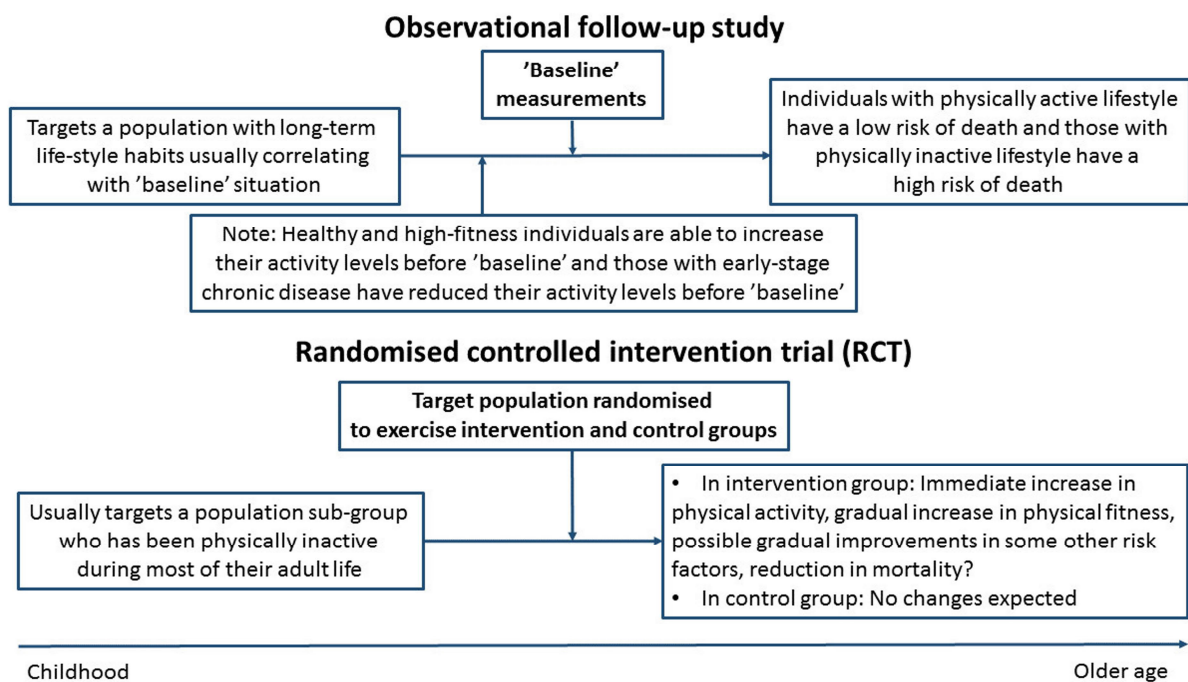 Observational follow-up study
’Baseline’
measurements
Targets a population with long-term
life-style habits usually correlating
with ’baseline’ situation
Individuals with physically active lifestyle
have a low risk of death and those with
physically inactive lifestyle have a
high risk of death
Note: Healthy and high-fitness individuals are able to increase
their activity levels before ’baseline’ and those with early-stage
chronic disease have reduced their activity levels before ’baseline’
Randomised controlled intervention trial (RCT)
Target population randomised
to exercise intervention and control groups
Usually targets a population sub-group
who has been physically inactive
during most of their adult life
• In intervention group: Immediate increase in
physical activity, gradual increase in physical fitness,
possible gradual improvements in some other risk
factors, reduction in mortality?
• In control group: No changes expected
Childhood
Older age